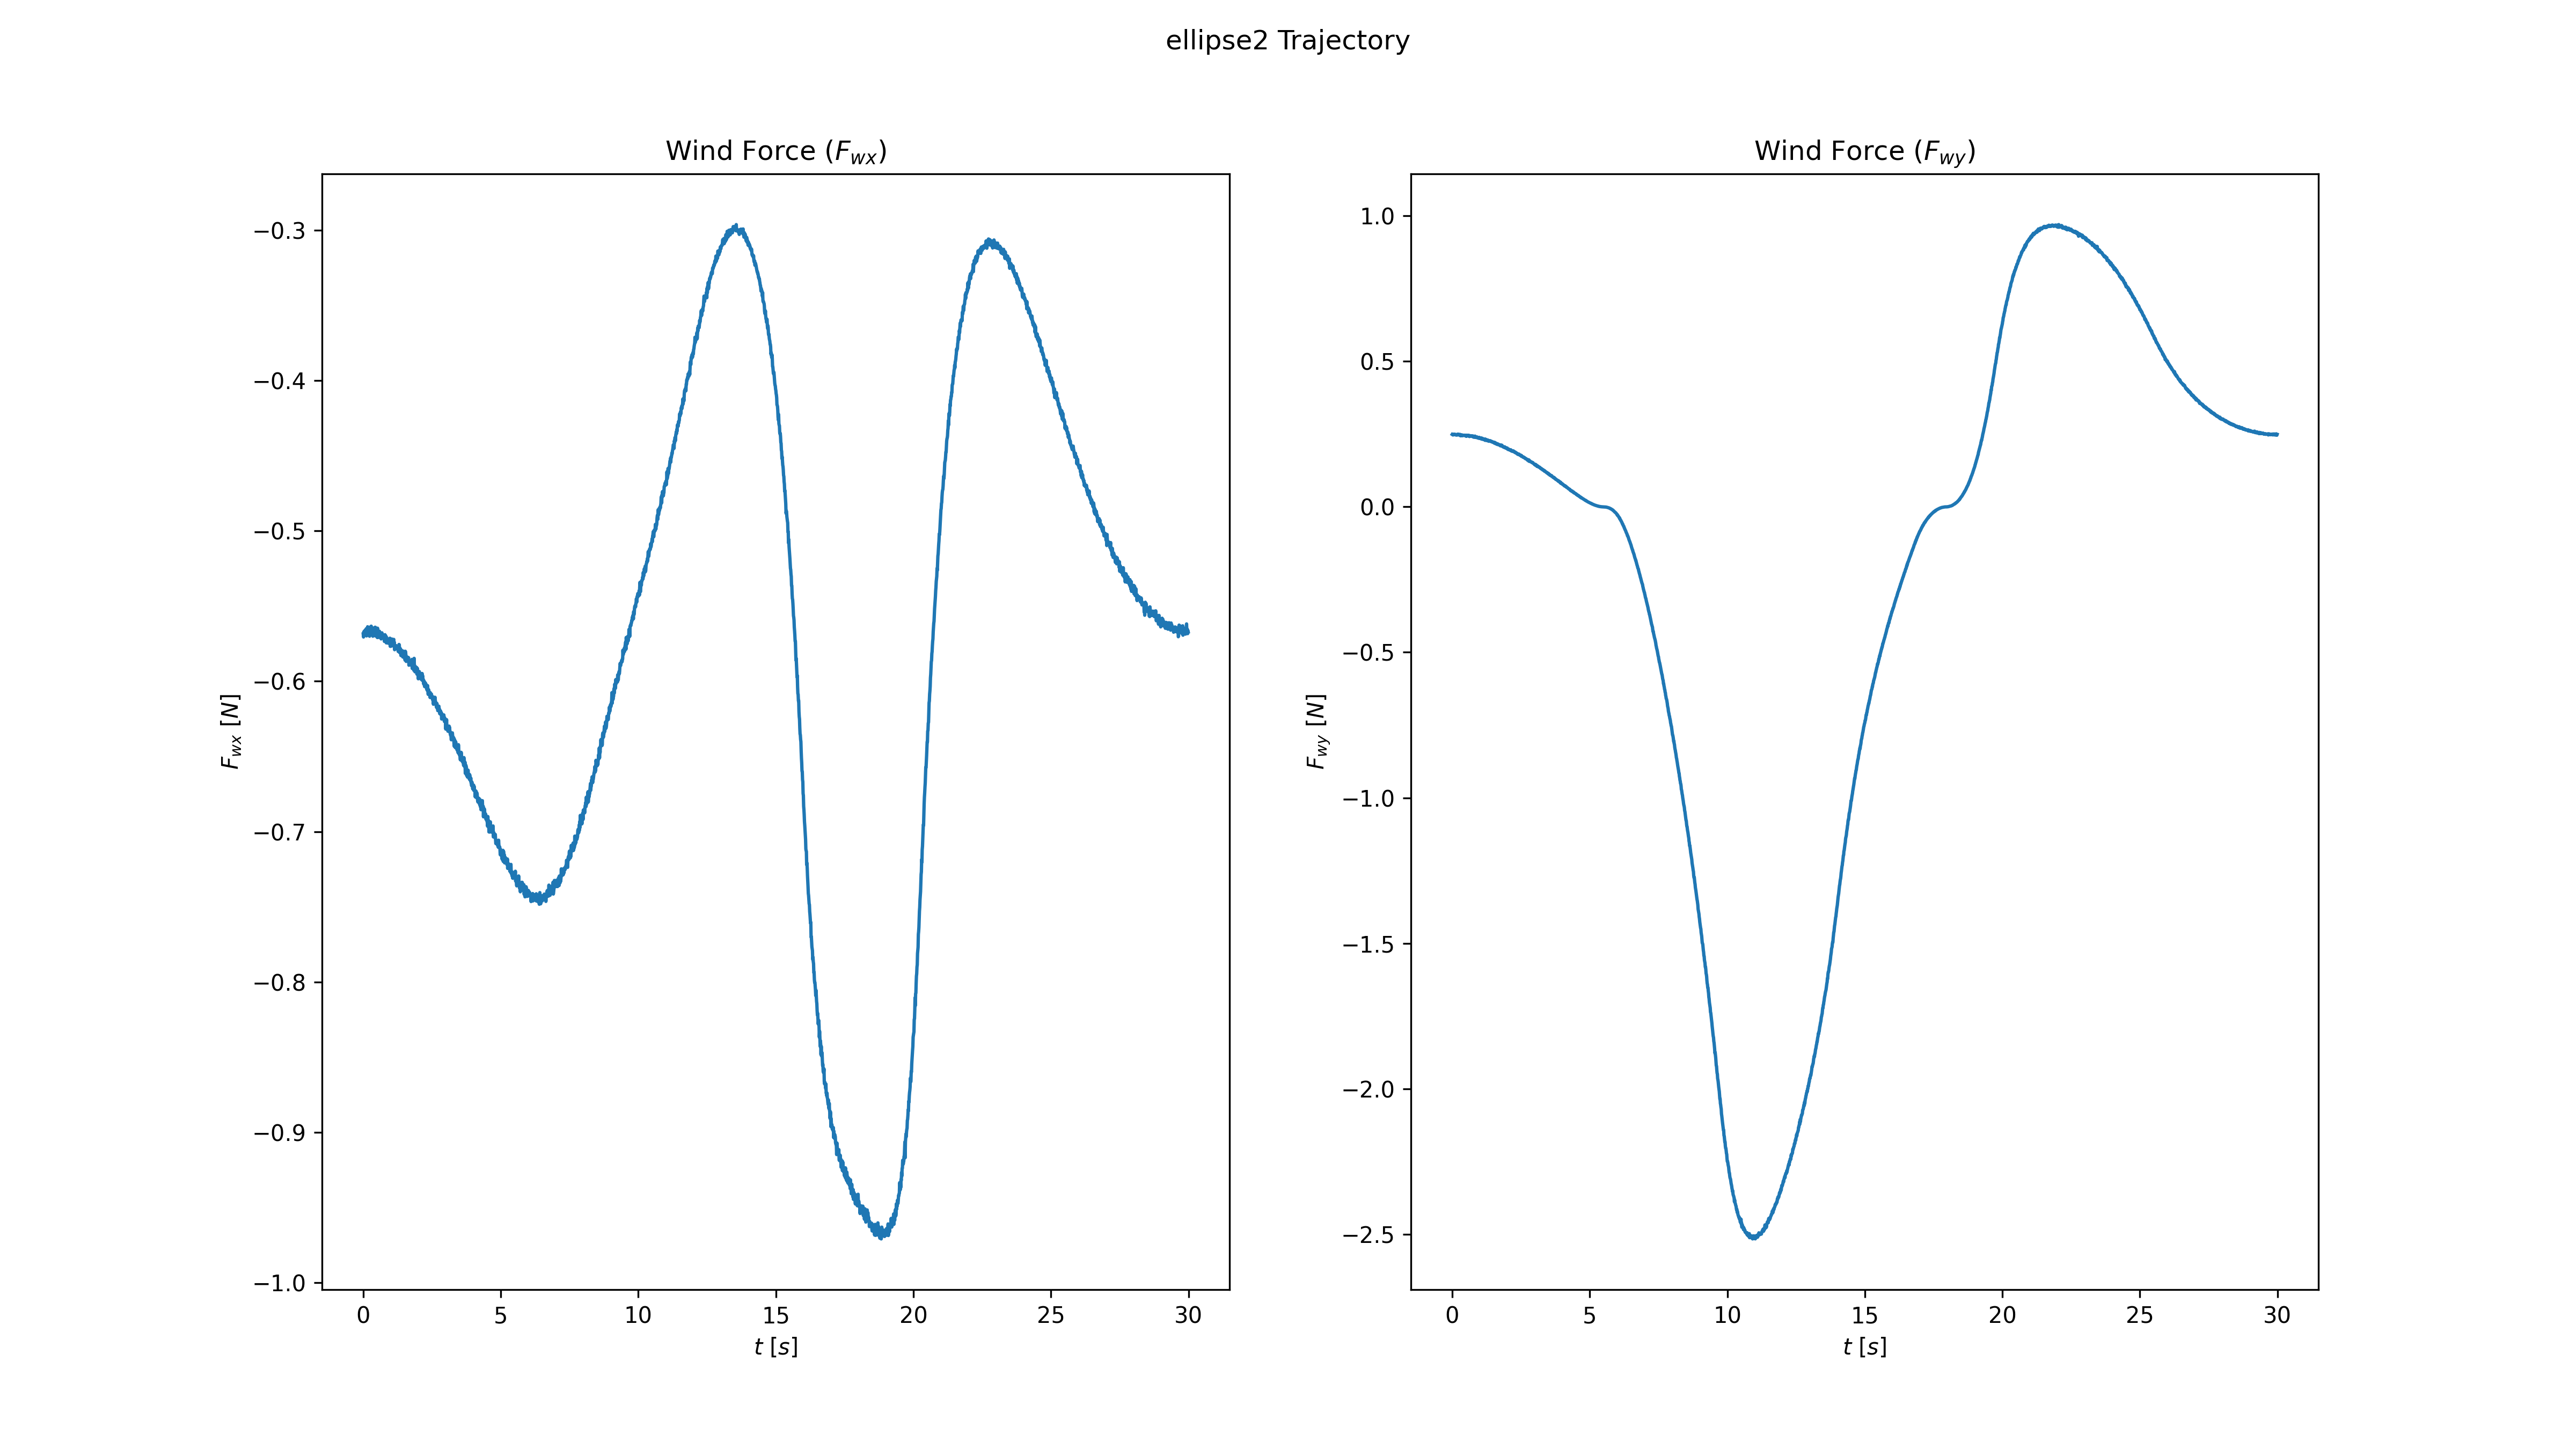 ellipse2 Trajectory
Wind Force (F_wx)
−0.3
−0.4
−0.5
−0.6
−0.7
−0.8
−0.9
−1.0
F_wx [N]
0 5 10 15 20 25 30
t [s]
Wind Force (F_wy)
1.0
0.5
0.0
−0.5
−1.0
−1.5
−2.0
−2.5
F_wy [N]
0 5 10 15 20 25 30
t [s]